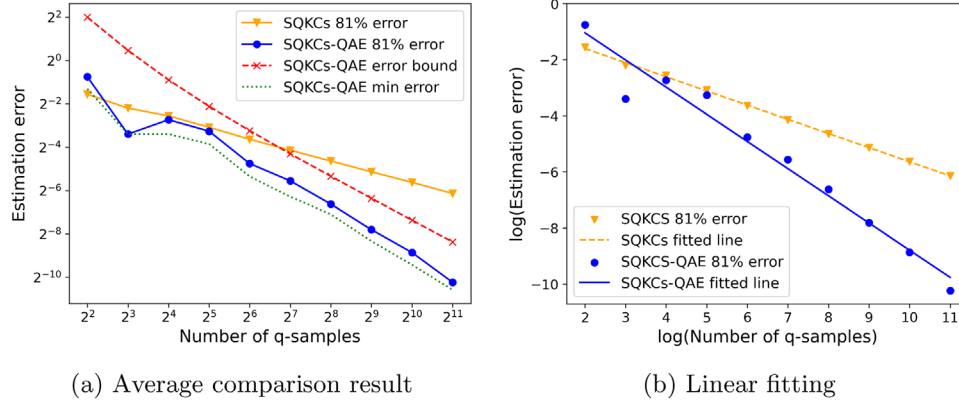 SQKCs 81% error
SQKCs-QAE 81% error
SQKCs-QAE error bound
SQKCs-QAE min error
Estimation error
2^2
2^0
2^-2
2^-4
2^-6
2^-8
2^-10
2^2 2^3 2^4 2^5 2^6 2^7 2^8 2^9 2^10 2^11
Number of q-samples
(a) Average comparison result
log(Estimation error)
0
−2
−4
−6
−8
−10
SQKCS 81% error
SQKCs fitted line
SQKCS-QAE 81% error
SQKCs-QAE fitted line
2 3 4 5 6 7 8 9 10 11
log(Number of q-samples)
(b) Linear fitting